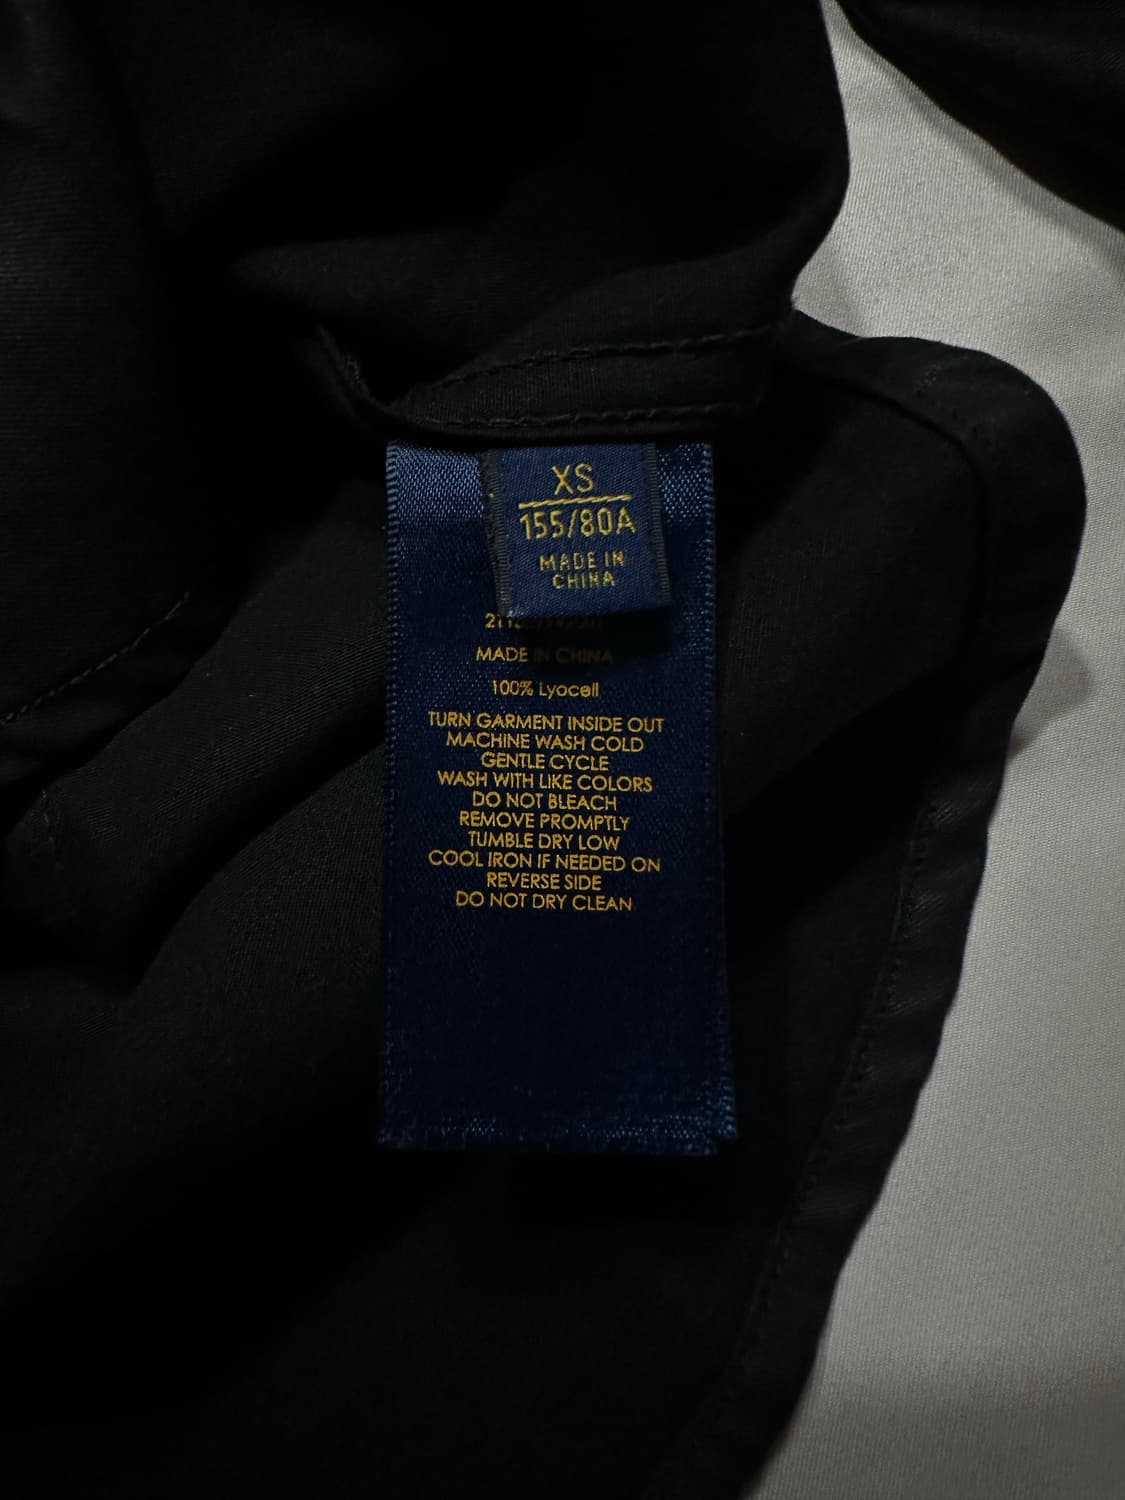 XS
155/80A
MADE IN
CHINA
MADE IN CHINA
100% Lyocell
TURN GARMENT INSIDE OUT
MACHINE WASH COLD
GENTLE CYCLE
WASH WITH LIKE COLORS
DO NOT BLEACH
REMOVE PROMPTLY
TUMBLE DRY LOW
COOL IRON IF NEEDED ON
REVERSE SIDE
DO NOT DRY CLEAN